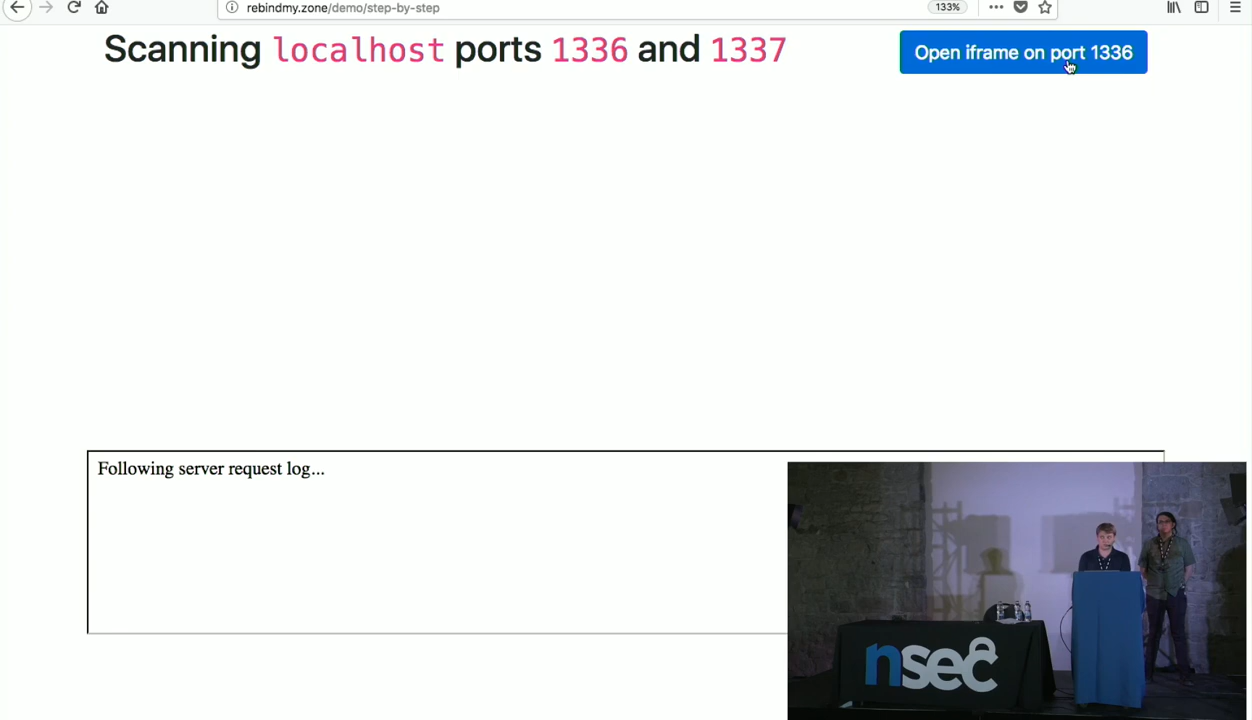 rebindmy.zone/demo/step-by-step
133%
Scanning localhost ports 1336 and 1337
Open iframe on port 1336
Following server request log...
nsec